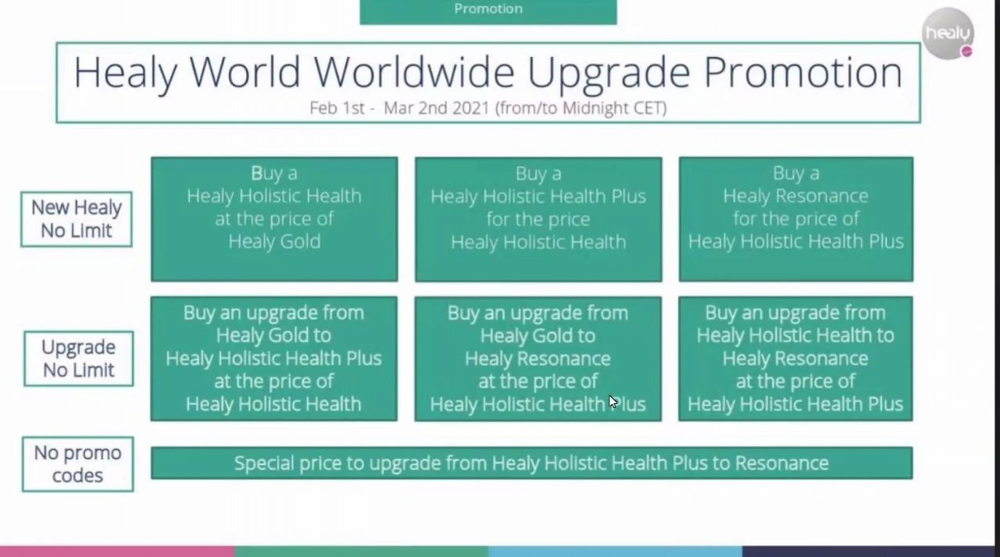 Promotion
healy
Healy World Worldwide Upgrade Promotion
Feb 1st - Mar 2nd 2021 (from/to Midnight CET)
New Healy
No Limit
Buy a
Healy Holistic Health
at the price of
Healy Gold
Buy a
Healy Holistic Health Plus
for the price
Healy Holistic Health
Buy a
Healy Resonance
for the price of
Healy Holistic Health Plus
Upgrade
No Limit
Buy an upgrade from
Healy Gold to
Healy Holistic Health Plus
at the price of
Healy Holistic Health
Buy an upgrade from
Healy Gold to
Healy Resonance
at the price of
Healy Holistic Health Plus
Buy an upgrade from
Healy Holistic Health to
Healy Resonance
at the price of
Healy Holistic Health Plus
No promo
codes
Special price to upgrade from Healy Holistic Health Plus to Resonance